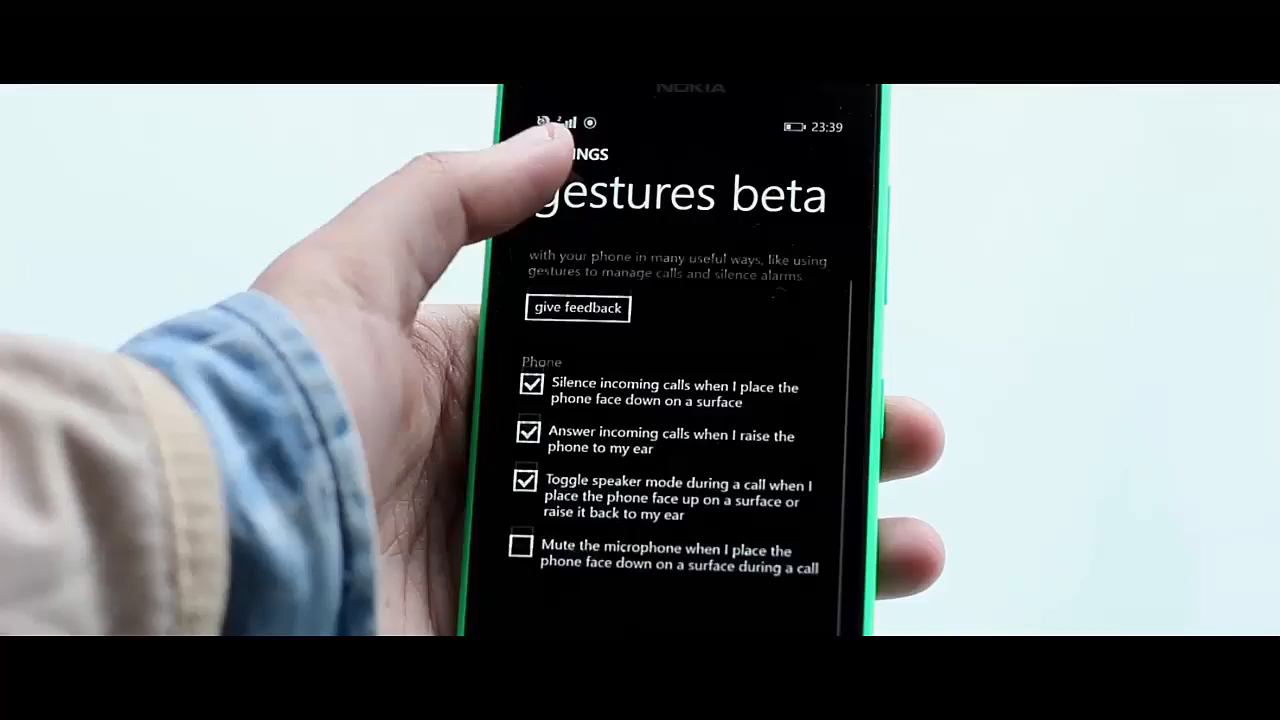 NOKIA
23:39
INGS
gestures beta
with your phone in many useful ways, like using
gestures to manage calls and silence alarms.
give feedback
Phone
Silence incoming calls when I place the
phone face down on a surface
Answer incoming calls when I raise the
phone to my ear
Toggle speaker mode during a call when I
place the phone face up on a surface or
raise it back to my ear
Mute the microphone when I place the
phone face down on a surface during a call